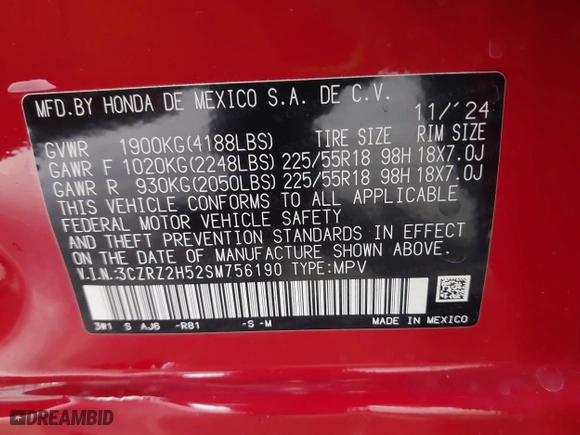 MFD.BY HONDA DE MEXICO S.A. DE C.V. 11/'24
GVWR 1900KG(4188LBS) TIRE SIZE RIM SIZE
GAWR F 1020KG(2248LBS) 225/55R18 98H 18X7.0J
GAWR R 930KG(2050LBS) 225/55R18 98H 18X7.0J
THIS VEHICLE CONFORMS TO ALL APPLICABLE
FEDERAL MOTOR VEHICLE SAFETY
AND THEFT PREVENTION STANDARDS IN EFFECT
ON THE DATE OF MANUFACTURE SHOWN ABOVE.
V.I.N.:3CZRZ2H52SM756190 TYPE:MPV
3W1 S AJ6 -R81 -S -M MADE IN MEXICO
DREAMBID